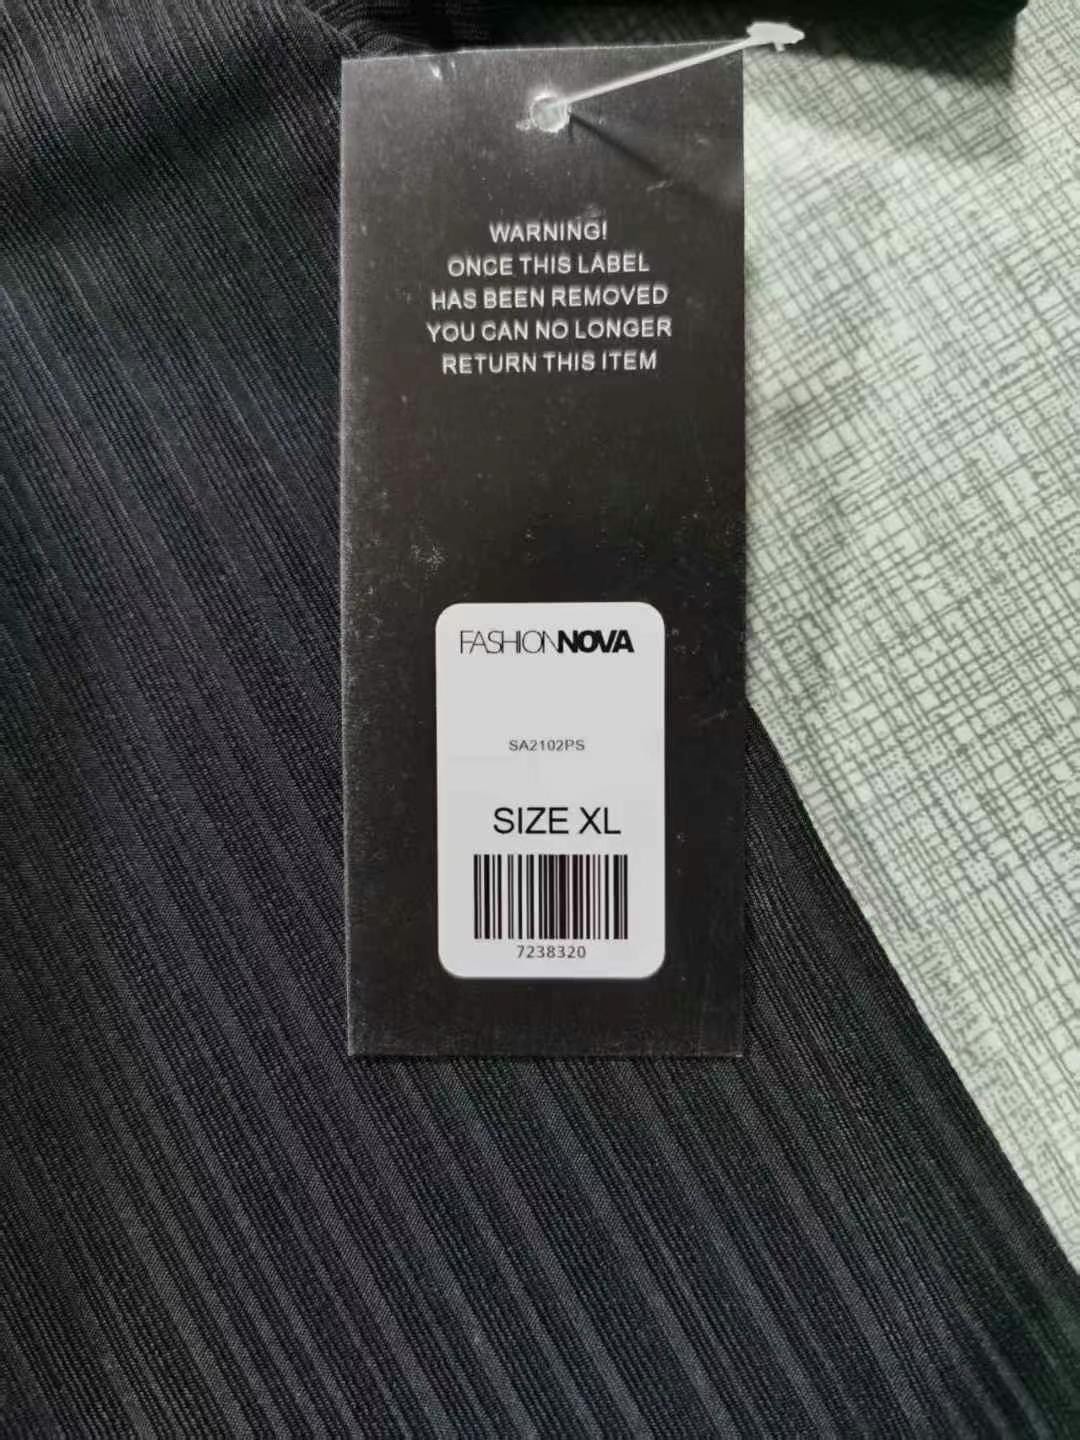 WARNING!
ONCE THIS LABEL
HAS BEEN REMOVED
YOU CAN NO LONGER
RETURN THIS ITEM
FASHIONNOVA
SA2102PS
SIZE XL
7238320